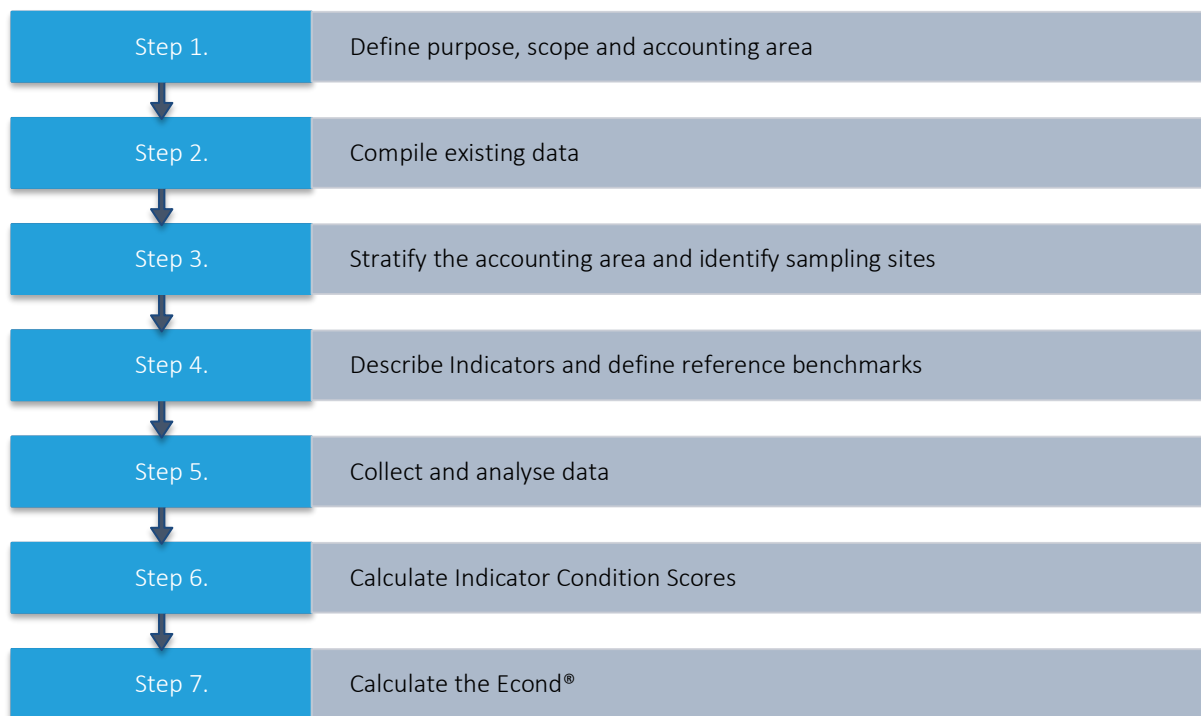 Step 1. Define purpose, scope and accounting area
Step 2. Compile existing data
Step 3. Stratify the accounting area and identify sampling sites
Step 4. Describe Indicators and define reference benchmarks
Step 5. Collect and analyse data
Step 6. Calculate Indicator Condition Scores
Step 7. Calculate the Econd®